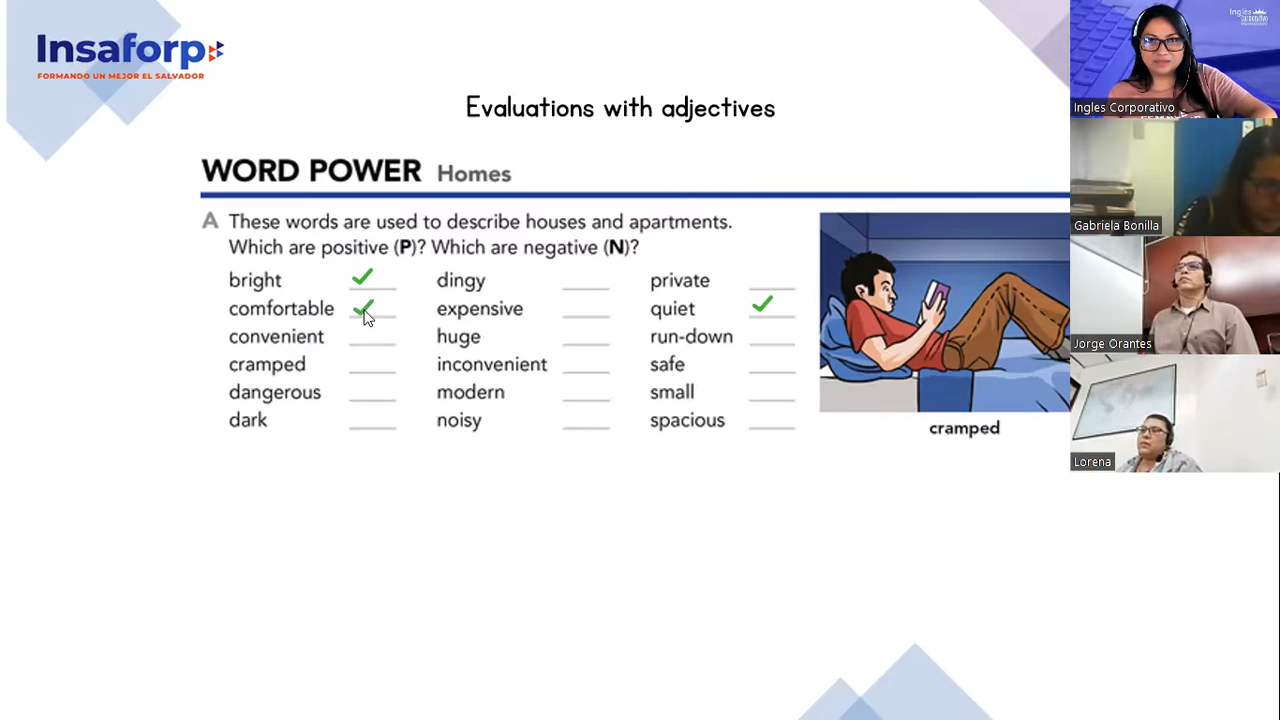 Insaforp
FORMANDO UN MEJOR EL SALVADOR
Evaluations with adjectives
WORD POWER Homes
A These words are used to describe houses and apartments.
Which are positive (P)? Which are negative (N)?
bright dingy private
comfortable expensive quiet
convenient huge run-down
cramped inconvenient safe
dangerous modern small
dark noisy spacious
cramped
Ingles
Ingles Corporativo
Gabriela Bonilla
Jorge Orantes
Lorena